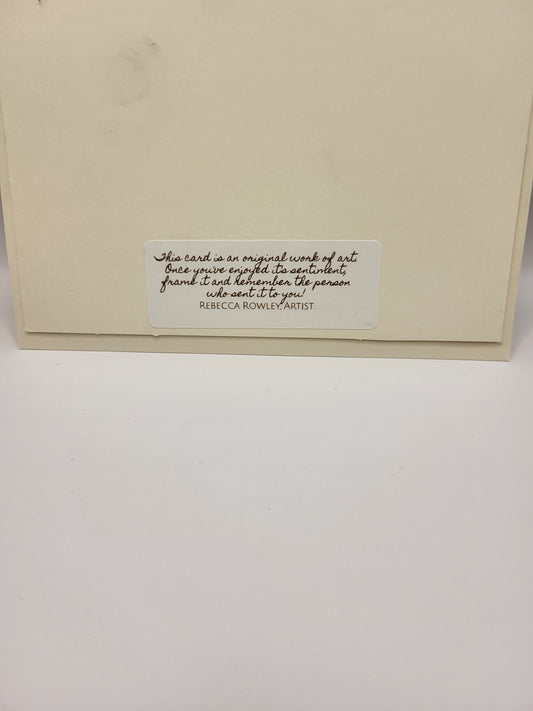 This card is an original work of art.
Once you've enjoyed it's sentiment,
frame it and remember the person
who sent it to you!
Rebecca Rowley, Artist